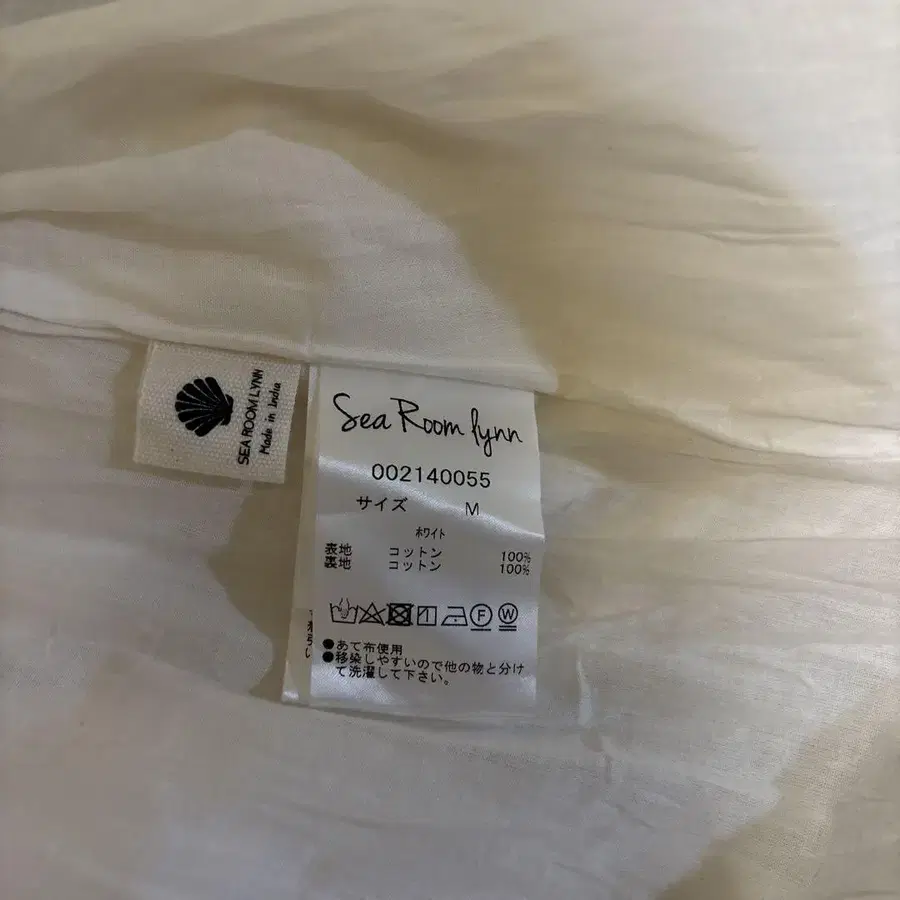 SEA ROOM LYNN
Made in India
Sea Room lynn
002140055
サイズ M
ホワイト
表地 コットン 100%
裏地 コットン 100%
F W
●あて布使用
●移染しやすいので他の物と分け
て洗濯して下さい。